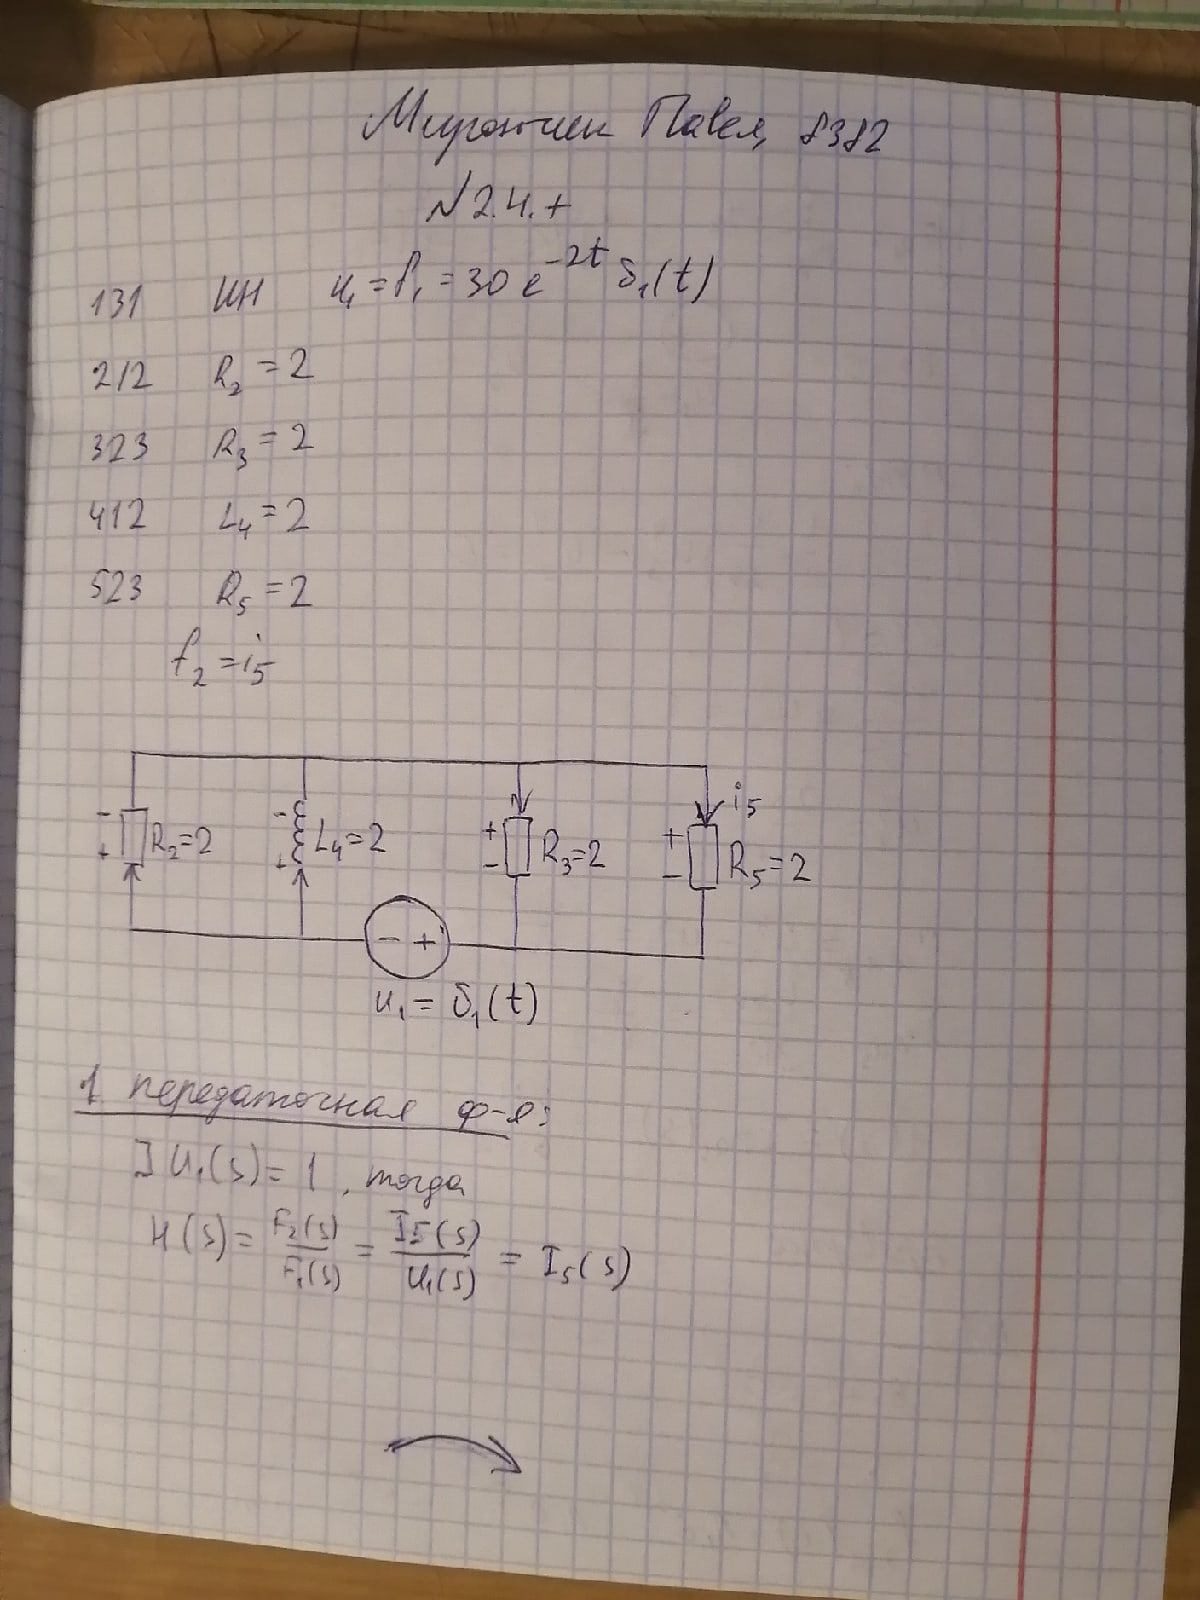 Павел, 8382
№2.4.+
131 ИН u₁ = f₁ = 30 e^{-2t} δ₁(t)
212 R₂ = 2
323 R₃ = 2
412 L₄ = 2
523 R₅ = 2
f₂ = i₅
i₅
- + R₂=2 - + L₄=2 + - R₃=2 + - R₅=2
- +
u₁ = δ₁(t)
1 передаточная ф-я:
] U₁(s) = 1, тогда
H(s) = F₂(s)/F₁(s) = I₅(s)/U₁(s) = I₅(s)